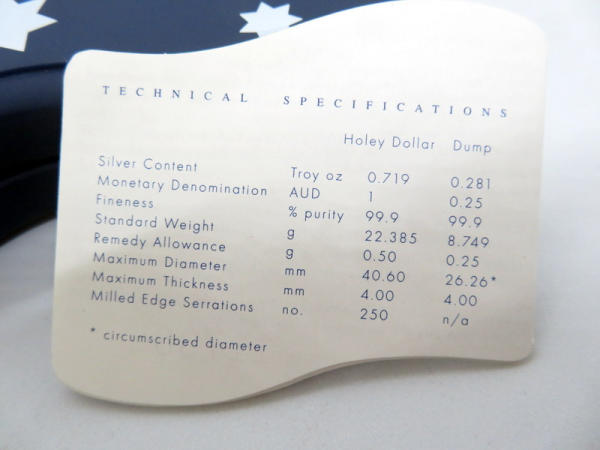 TECHNICAL SPECIFICATIONS
Holey Dollar Dump
Silver Content Troy oz 0.719 0.281
Monetary Denomination AUD 1 0.25
Fineness % purity 99.9 99.9
Standard Weight g 22.385 8.749
Remedy Allowance g 0.50 0.25
Maximum Diameter mm 40.60 26.26*
Maximum Thickness mm 4.00 4.00
Milled Edge Serrations no. 250 n/a
* circumscribed diameter